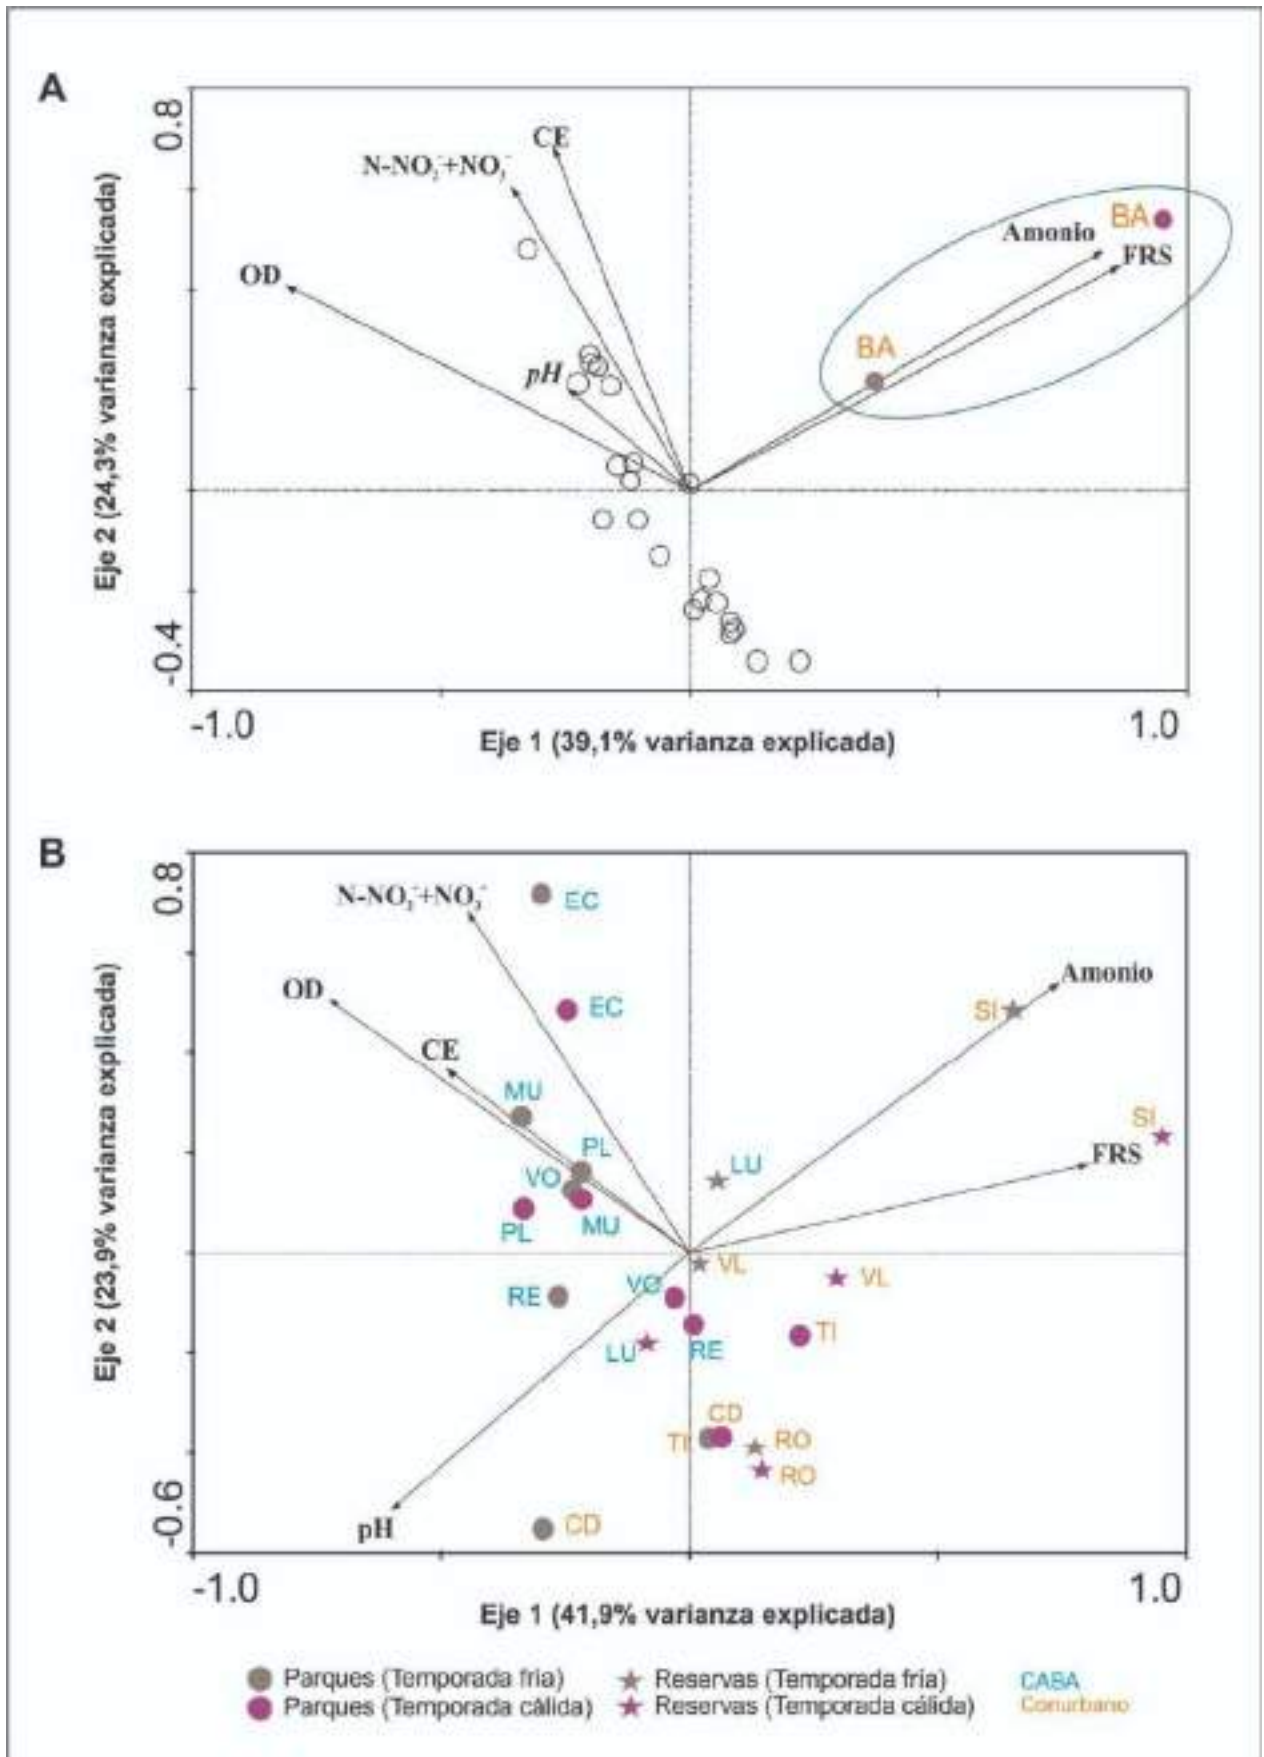 A
0.8
CE
N-NO₂⁻+NO₃⁻
BA
Amonio
FRS
OD
BA
pH
Eje 2 (24,3% varianza explicada)
-0.4
-1.0
1.0
Eje 1 (39,1% varianza explicada)
B
0.8
N-NO₂⁻+NO₃⁻
EC
Amonio
OD
SI
EC
CE
MU
SI
PL
FRS
LU
VO
MU
PL
VL
VL
RE
VO
TI
LU
RE
CD
TI
RO
RO
CD
pH
Eje 2 (23,9% varianza explicada)
-0.6
-1.0
1.0
Eje 1 (41,9% varianza explicada)
Parques (Temporada fría) Reservas (Temporada fría) CABA
Parques (Temporada cálida) Reservas (Temporada cálida) Conurbano